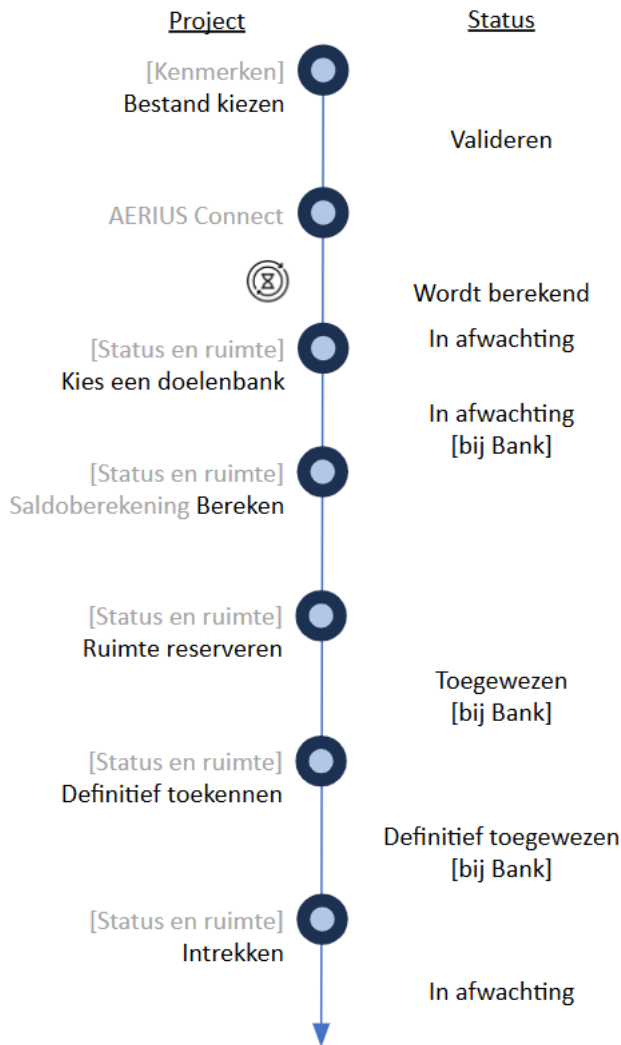 Project
Status
[Kenmerken]
Bestand kiezen
Valideren
AERIUS Connect
Wordt berekend
In afwachting
[Status en ruimte]
Kies een doelenbank
In afwachting
[bij Bank]
[Status en ruimte]
Saldoberekening Bereken
[Status en ruimte]
Ruimte reserveren
Toegewezen
[bij Bank]
[Status en ruimte]
Definitief toekennen
Definitief toegewezen
[bij Bank]
[Status en ruimte]
Intrekken
In afwachting